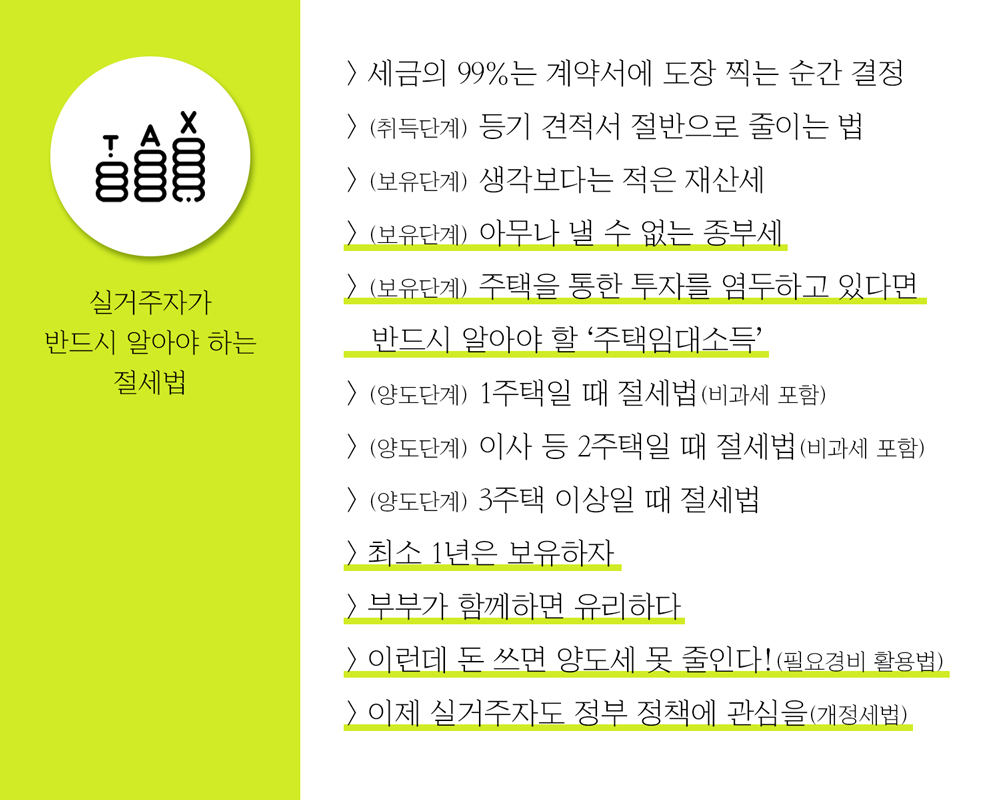 TAX
실거주자가
반드시 알아야 하는
절세법
> 세금의 99%는 계약서에 도장 찍는 순간 결정
> (취득단계) 등기 견적서 절반으로 줄이는 법
> (보유단계) 생각보다는 적은 재산세
> (보유단계) 아무나 낼 수 없는 종부세
> (보유단계) 주택을 통한 투자를 염두하고 있다면
반드시 알아야 할 ‘주택임대소득’
> (양도단계) 1주택일 때 절세법(비과세 포함)
> (양도단계) 이사 등 2주택일 때 절세법(비과세 포함)
> (양도단계) 3주택 이상일 때 절세법
> 최소 1년은 보유하자
> 부부가 함께하면 유리하다
> 이런데 돈 쓰면 양도세 못 줄인다!(필요경비 활용법)
> 이제 실거주자도 정부 정책에 관심을(개정세법)